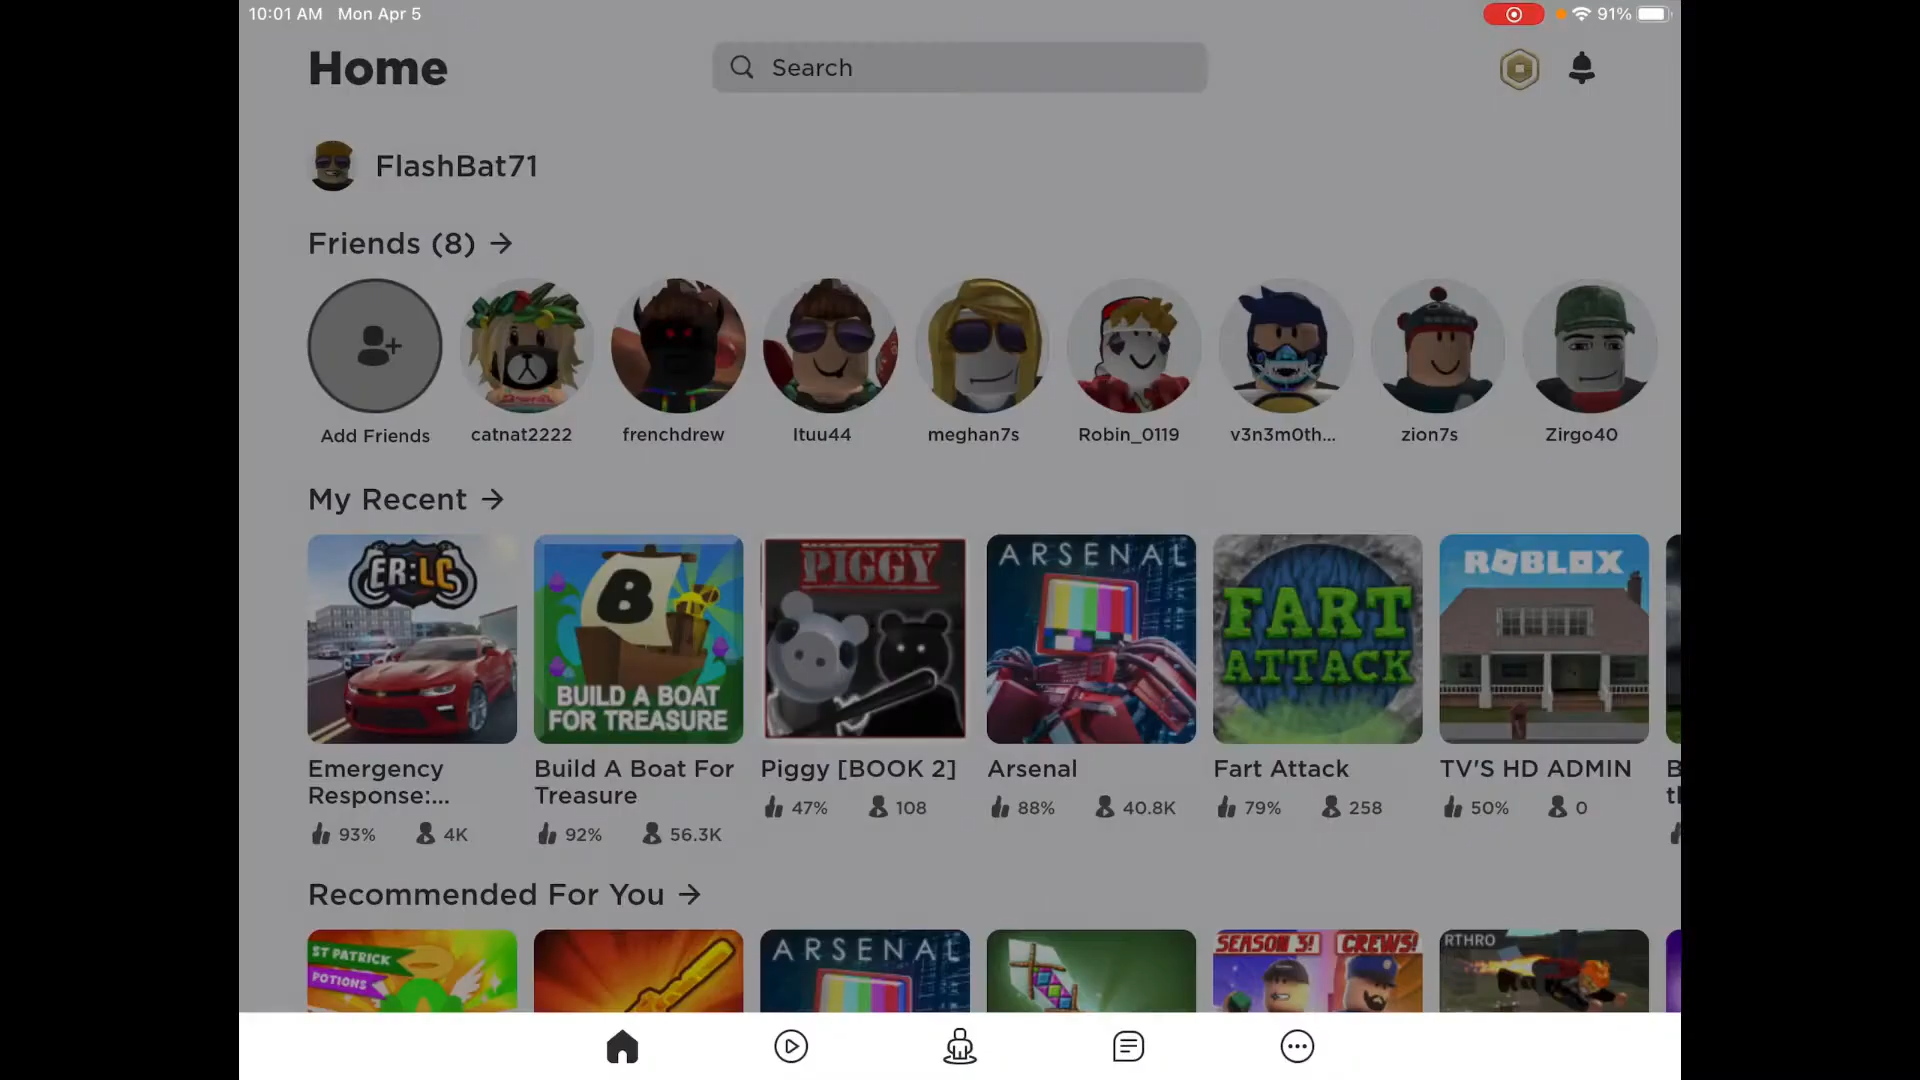 10:01 AM Mon Apr 5
91%
Home
Search
FlashBat71
Friends (8)
Add Friends
catnat2222
frenchdrew
Ituu44
meghan7s
Robin_0119
v3n3m0th...
zion7s
Zirgo40
My Recent
ER:LC
B
BUILD A BOAT
FOR TREASURE
PIGGY
ARSENAL
FART
ATTACK
ROBLOX
Emergency
Response:...
93% 4K
Build A Boat For
Treasure
92% 56.3K
Piggy [BOOK 2]
47% 108
Arsenal
88% 40.8K
Fart Attack
79% 258
TV'S HD ADMIN
50% 0
Recommended For You
ST PATRICK
POTIONS
ARSENAL
SEASON 3! CREWS!
RTHRO